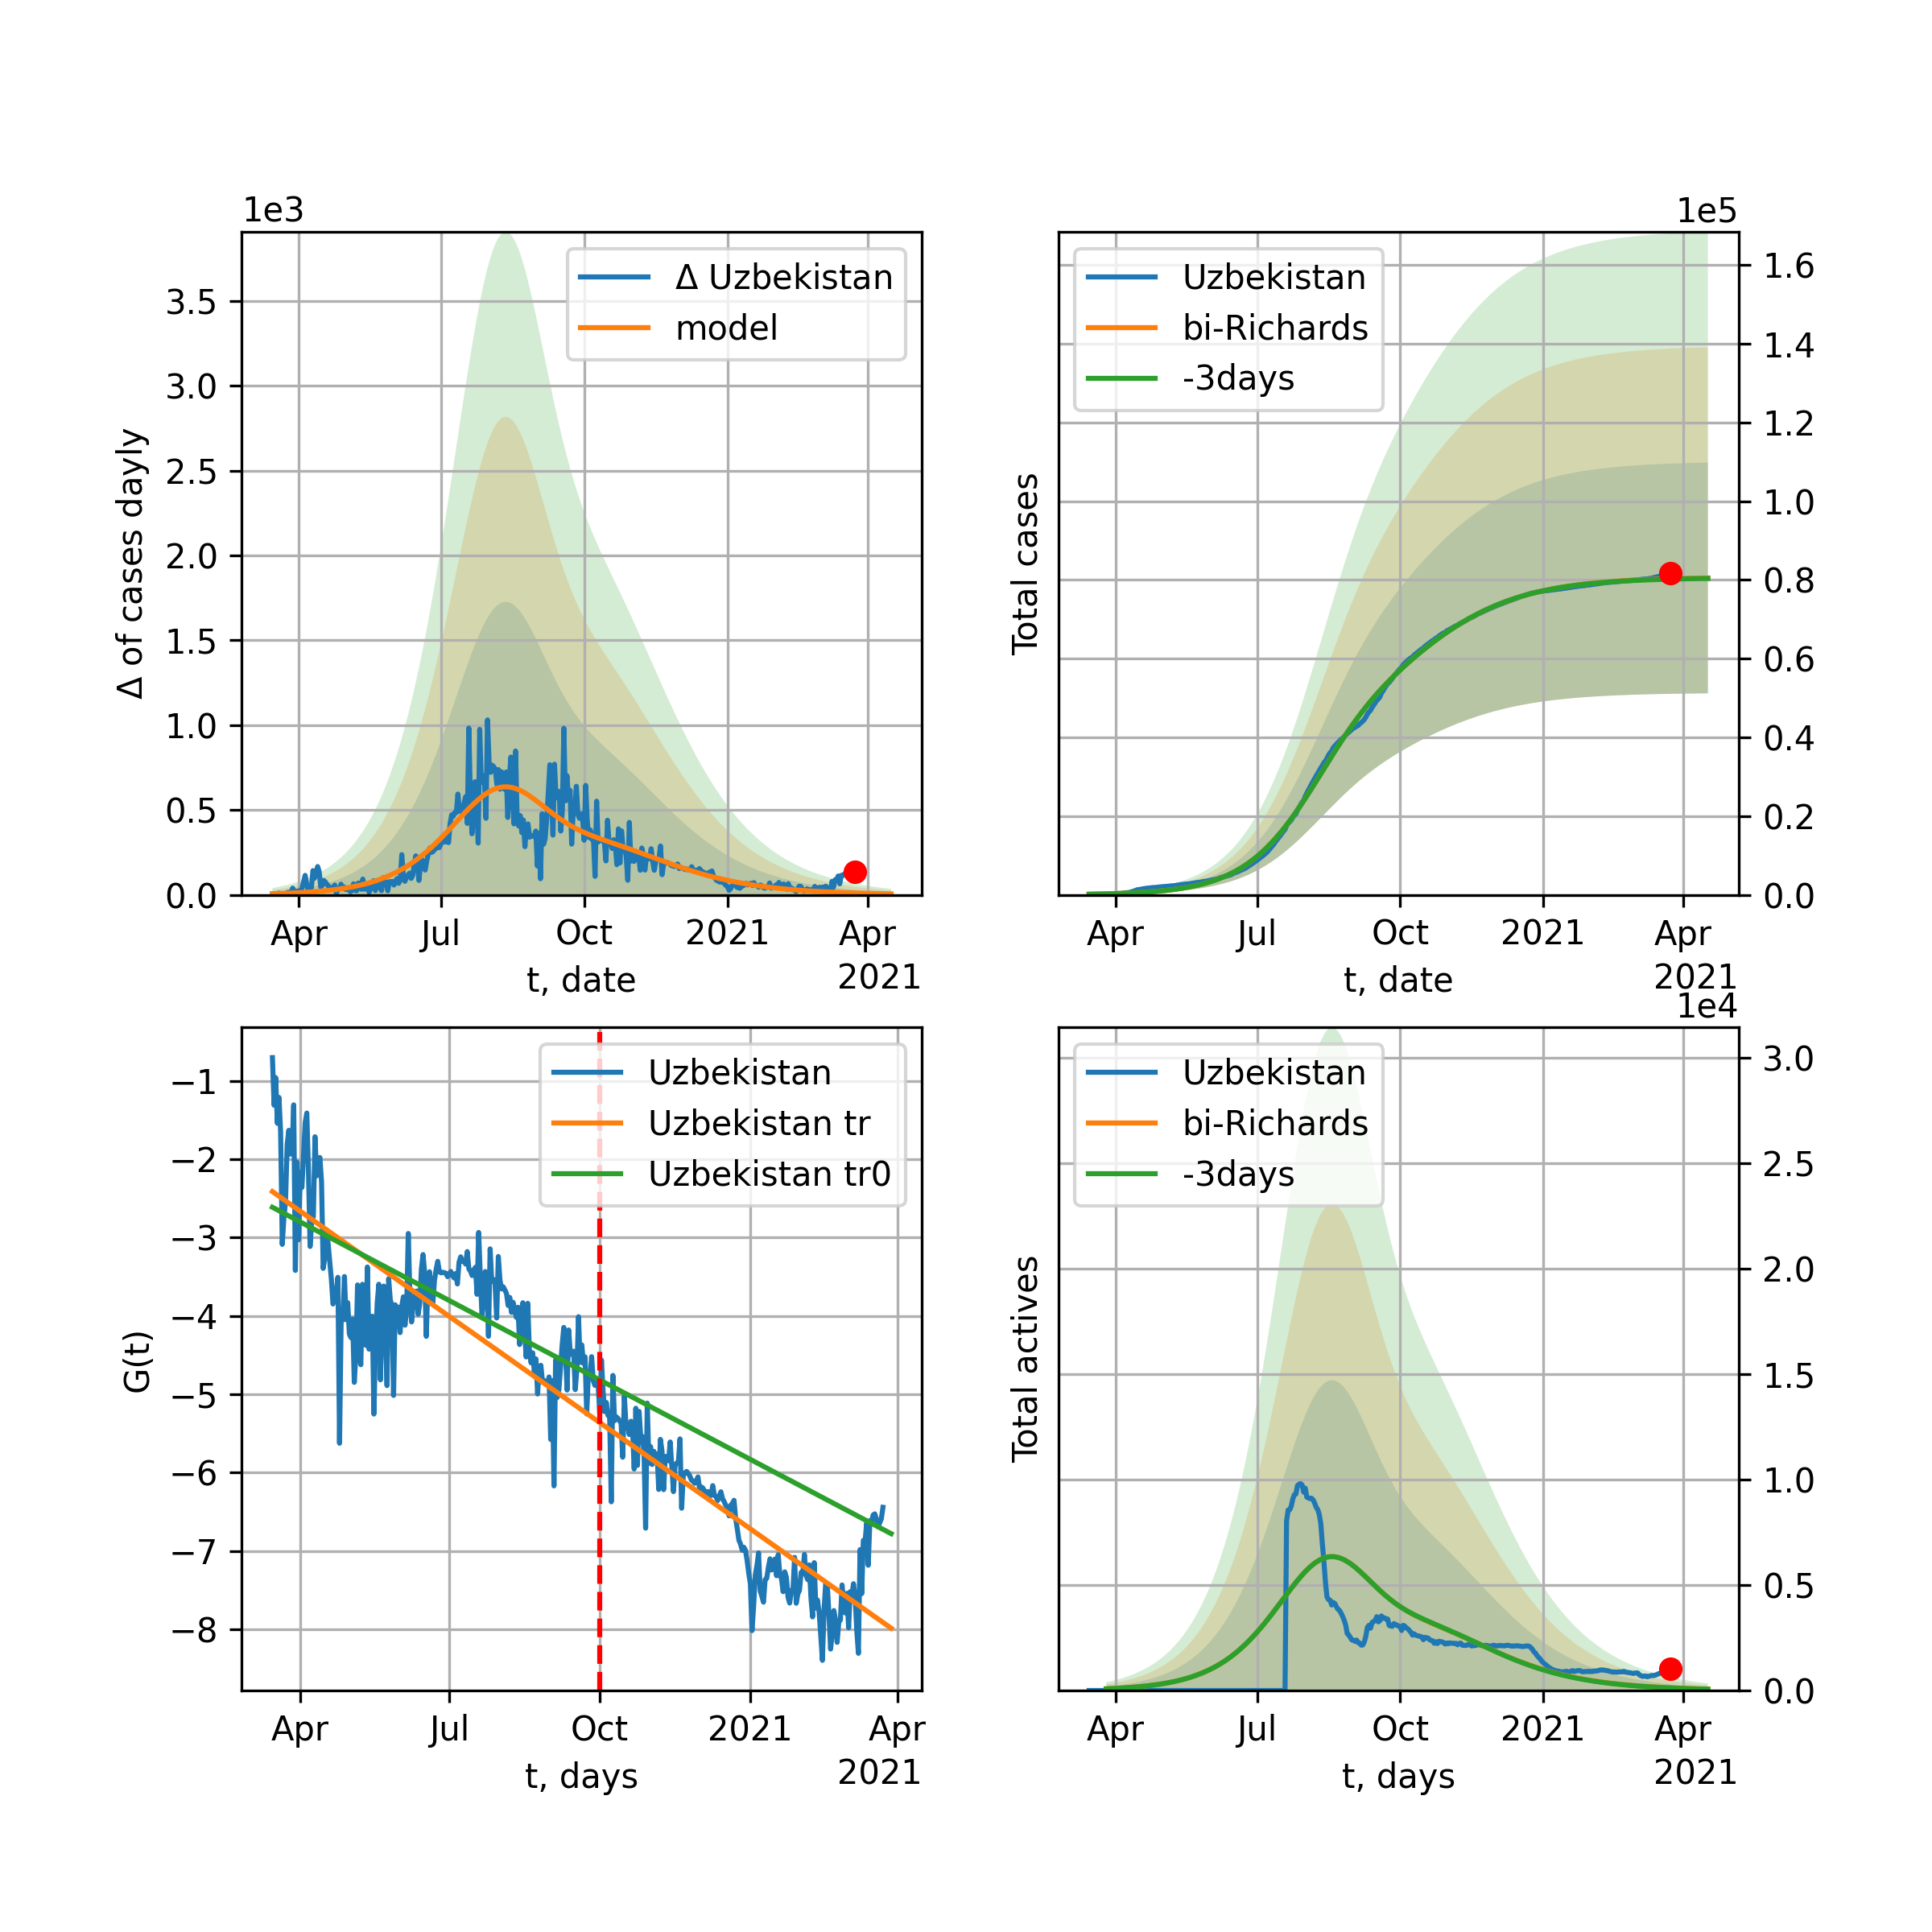 1e3
Δ of cases dayly
3.5
3.0
2.5
2.0
1.5
1.0
0.5
0.0
Δ Uzbekistan
model
Apr
Jul
Oct
2021
Apr
2021
t, date
1e5
Total cases
Uzbekistan
bi-Richards
-3days
1.6
1.4
1.2
1.0
0.8
0.6
0.4
0.2
0.0
Apr
Jul
Oct
2021
Apr
2021
t, date
G(t)
−1
−2
−3
−4
−5
−6
−7
−8
Uzbekistan
Uzbekistan tr
Uzbekistan tr0
Apr
Jul
Oct
2021
Apr
2021
t, days
1e4
Total actives
Uzbekistan
bi-Richards
-3days
3.0
2.5
2.0
1.5
1.0
0.5
0.0
Apr
Jul
Oct
2021
Apr
2021
t, days